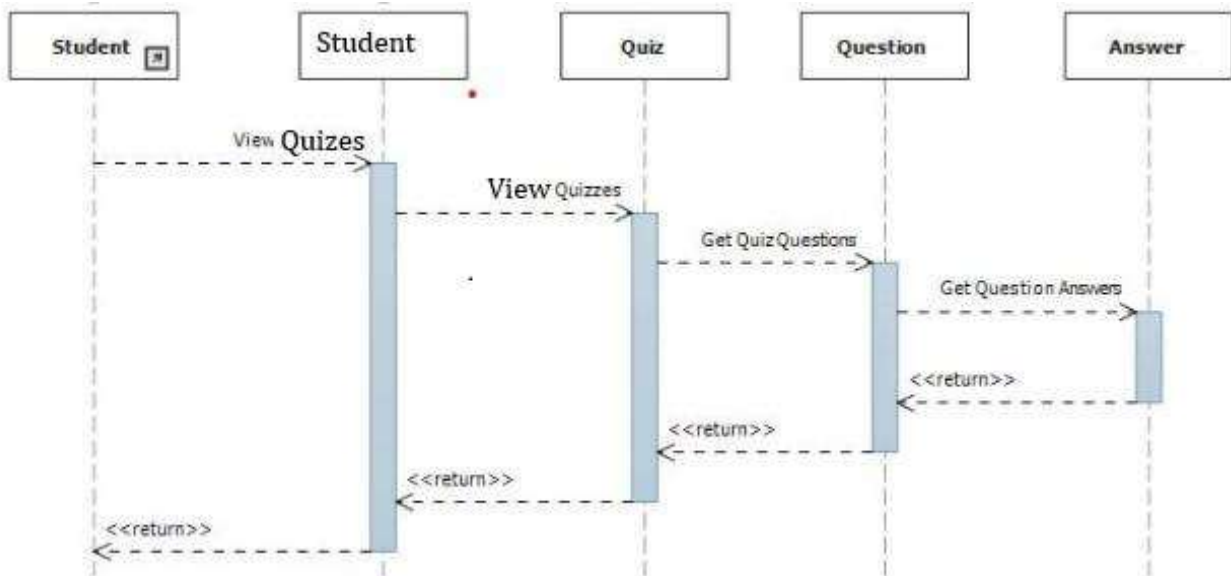 Student
Student
Quiz
Question
Answer
View Quizes
View Quizzes
Get Quiz Questions
Get Question Answers
<<return>>
<<return>>
<<return>>
<<return>>